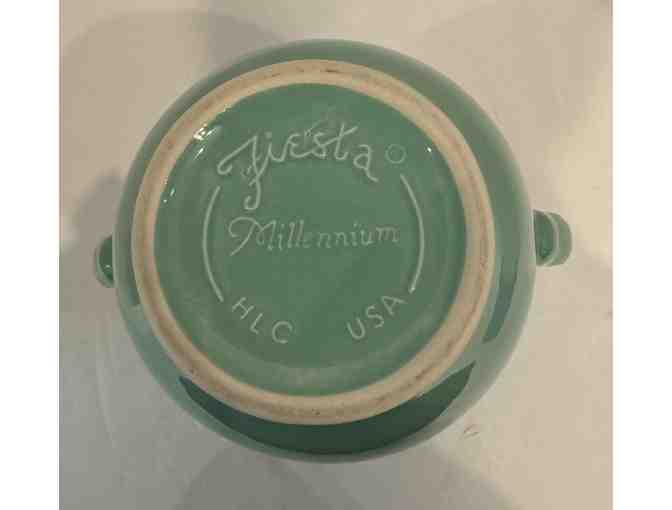 Fiesta ®
Millennium
HLC USA